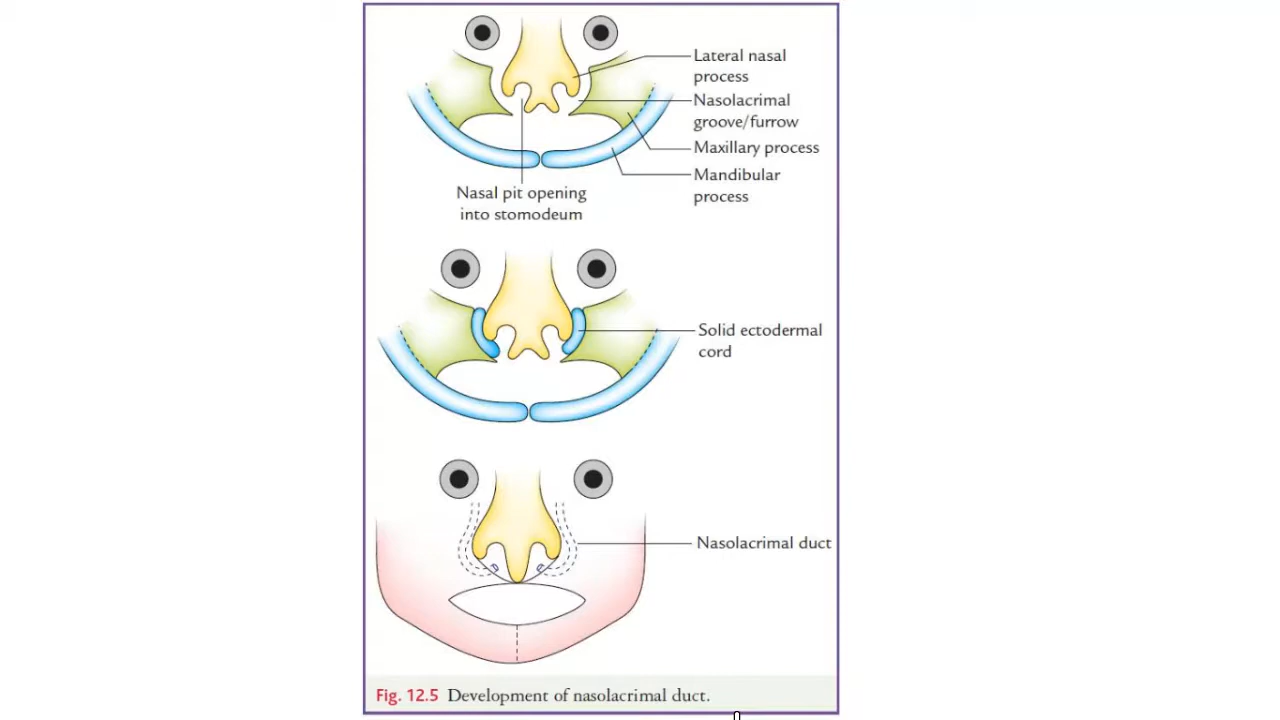 Lateral nasal
process
Nasolacrimal
groove/furrow
Maxillary process
Mandibular
process
Nasal pit opening
into stomodeum
Solid ectodermal
cord
Nasolacrimal duct
Fig. 12.5 Development of nasolacrimal duct.